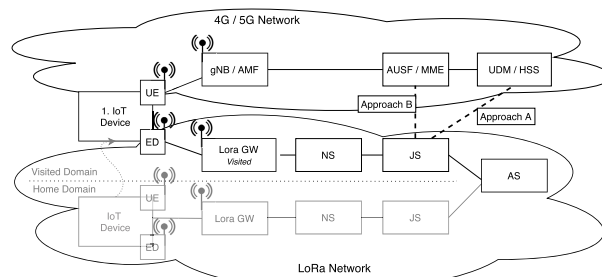 4G / 5G Network
gNB / AMF
AUSF / MME
UDM / HSS
UE
1. IoT
Device
Approach B
Approach A
ED
Lora GW
Visited
NS
JS
AS
Visited Domain
Home Domain
UE
IoT
Device
Lora GW
NS
JS
ED
LoRa Network